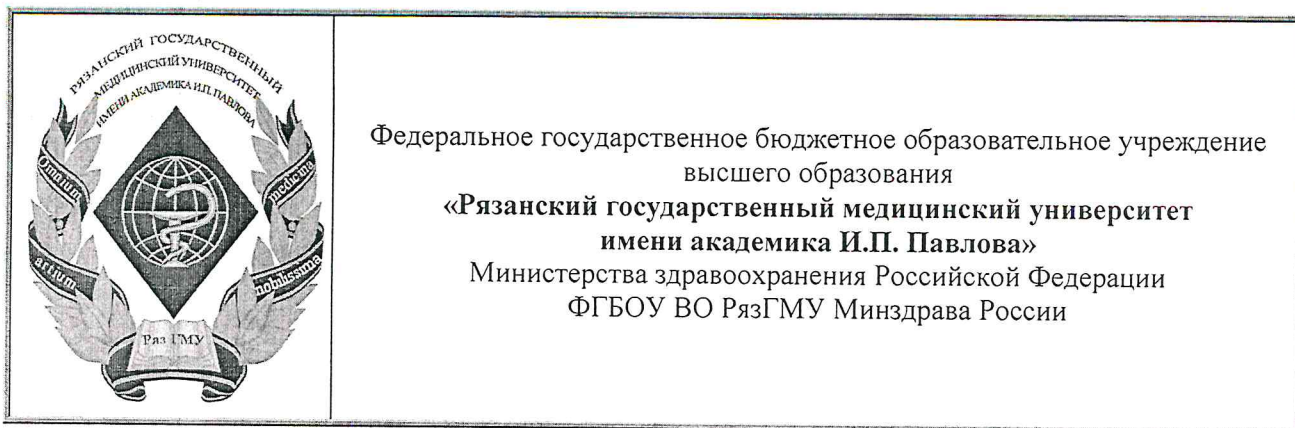 РЯЗАНСКИЙ ГОСУДАРСТВЕННЫЙ
МЕДИЦИНСКИЙ УНИВЕРСИТЕТ
ИМЕНИ АКАДЕМИКА И.П. ПАВЛОВА
Omnium
medicina
artium
nobilissima
Ряз ГМУ
Федеральное государственное бюджетное образовательное учреждение
высшего образования
«Рязанский государственный медицинский университет
имени академика И.П. Павлова»
Министерства здравоохранения Российской Федерации
ФГБОУ ВО РязГМУ Минздрава России